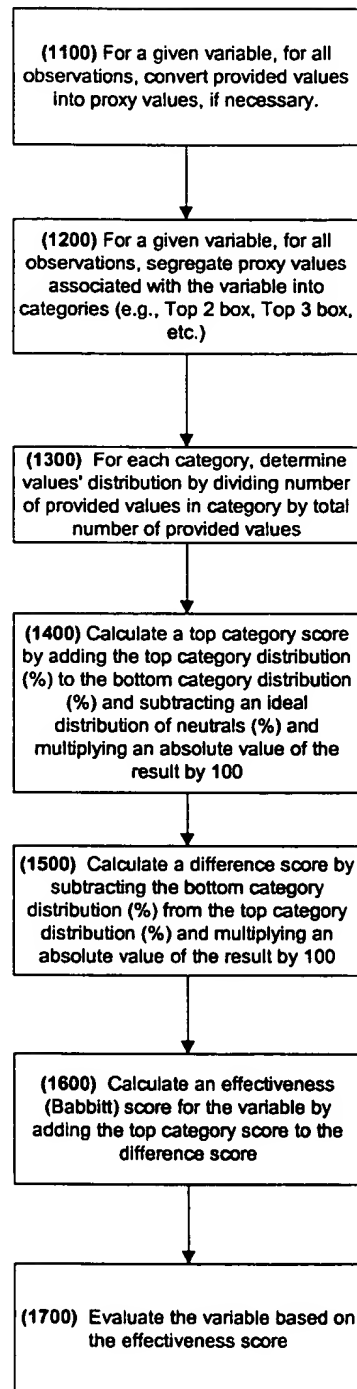 (1100) For a given variable, for all
observations, convert provided values
into proxy values, if necessary.
(1200) For a given variable, for all
observations, segregate proxy values
associated with the variable into
categories (e.g., Top 2 box, Top 3 box,
etc.)
(1300) For each category, determine
values' distribution by dividing number
of provided values in category by total
number of provided values
(1400) Calculate a top category score
by adding the top category distribution
(%) to the bottom category distribution
(%) and subtracting an ideal
distribution of neutrals (%) and
multiplying an absolute value of the
result by 100
(1500) Calculate a difference score by
subtracting the bottom category
distribution (%) from the top category
distribution (%) and multiplying an
absolute value of the result by 100
(1600) Calculate an effectiveness
(Babbitt) score for the variable by
adding the top category score to the
difference score
(1700) Evaluate the variable based on
the effectiveness score